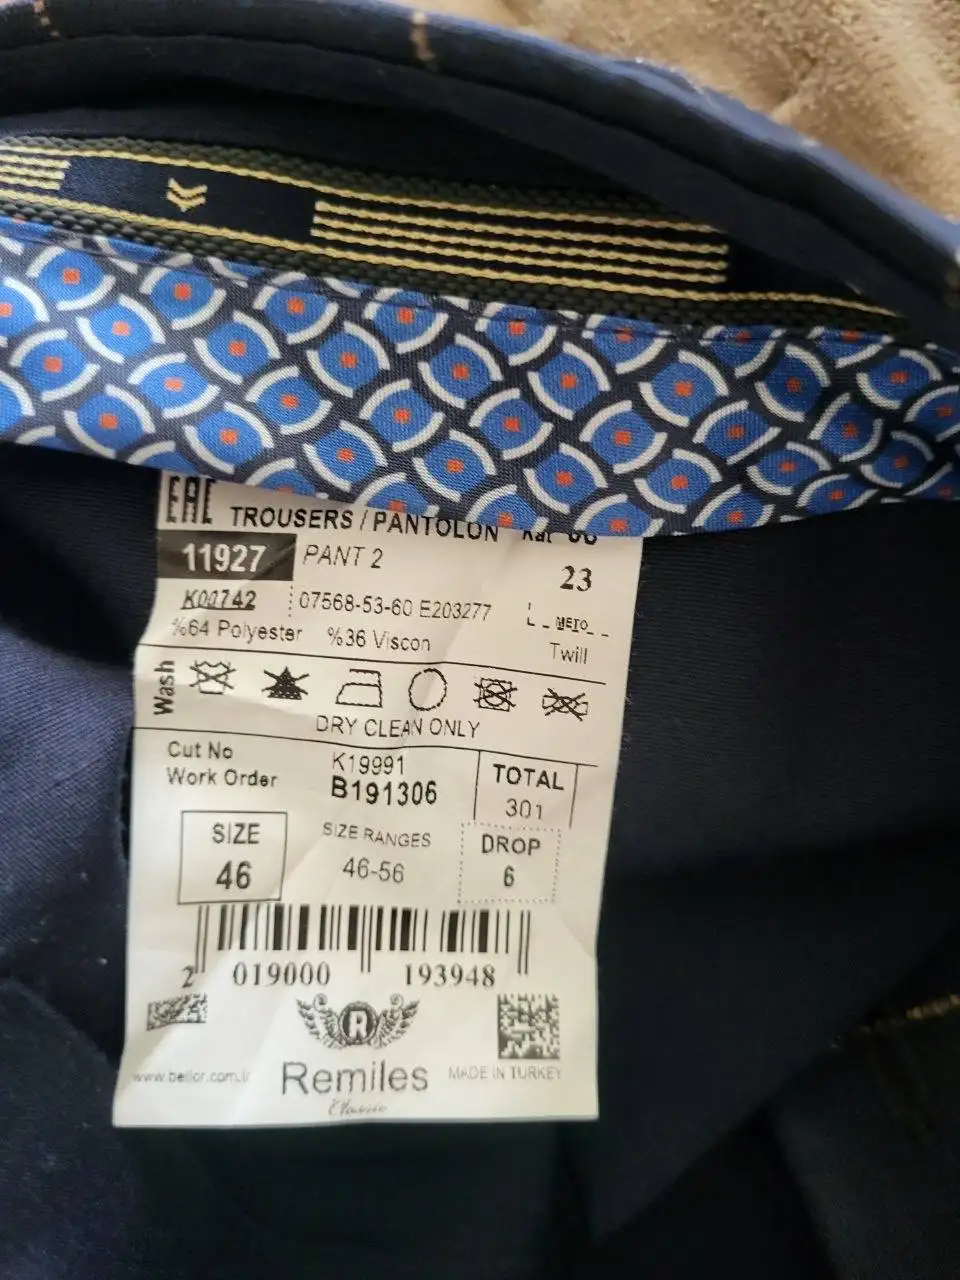 EAC TROUSERS / PANTOLON
11927 PANT 2 23
K00742 07568-53-60 E203277
%64 Polyester %36 Viscon Twill
Wash
DRY CLEAN ONLY
Cut No K19991 TOTAL
Work Order B191306 301
SIZE SIZE RANGES DROP
46 46-56 6
2 019000 193948
R
Remiles MADE IN TURKEY
Classic